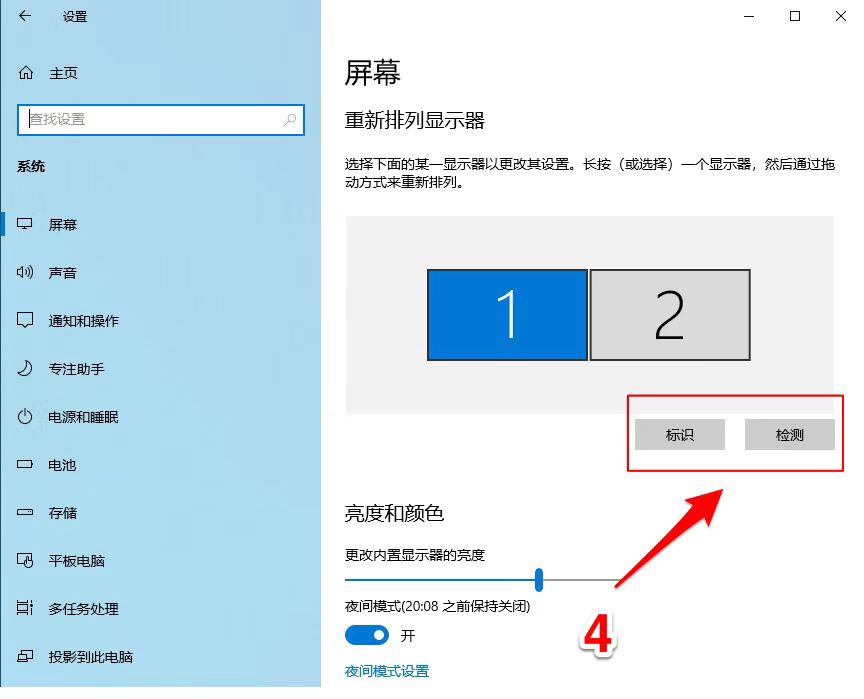 设置
主页
查找设置
系统
屏幕
声音
通知和操作
专注助手
电源和睡眠
电池
存储
平板电脑
多任务处理
投影到此电脑
屏幕
重新排列显示器
选择下面的某一显示器以更改其设置。长按（或选择）一个显示器，然后通过拖
动方式来重新排列。
1
2
标识
检测
亮度和颜色
更改内置显示器的亮度
夜间模式(20:08 之前保持关闭)
开
4
夜间模式设置